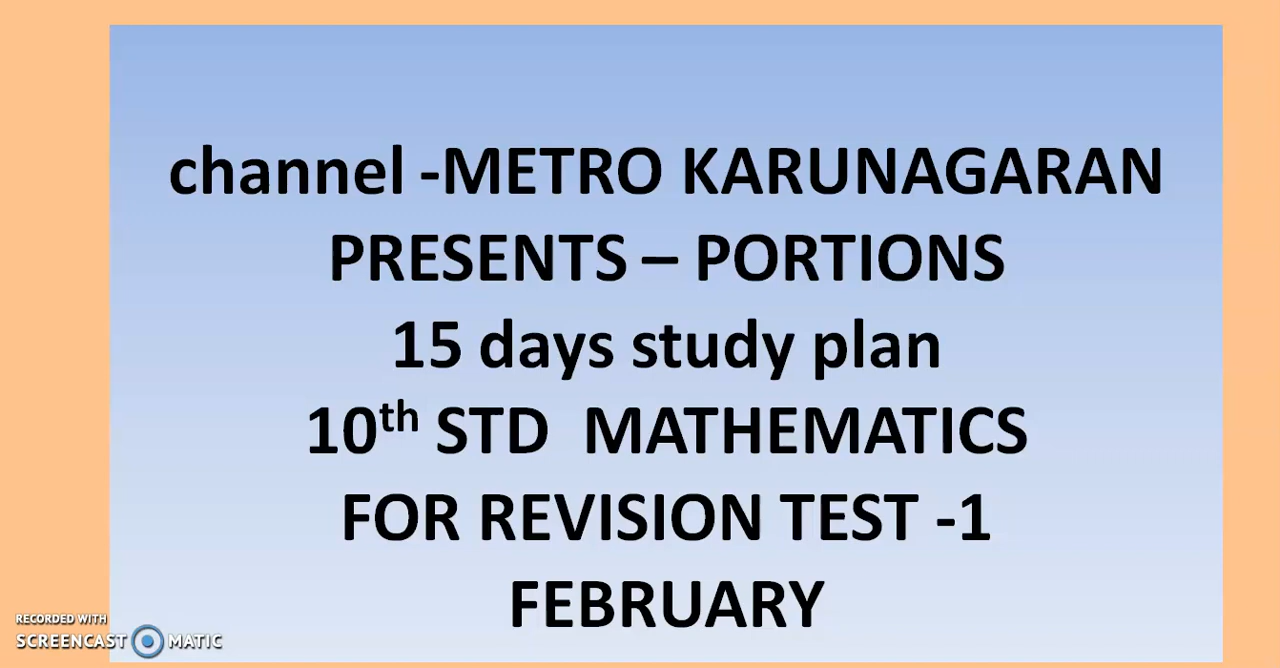 channel -METRO KARUNAGARAN
PRESENTS – PORTIONS
15 days study plan
10th STD MATHEMATICS
FOR REVISION TEST -1
FEBRUARY
RECORDED WITH
SCREENCAST MATIC